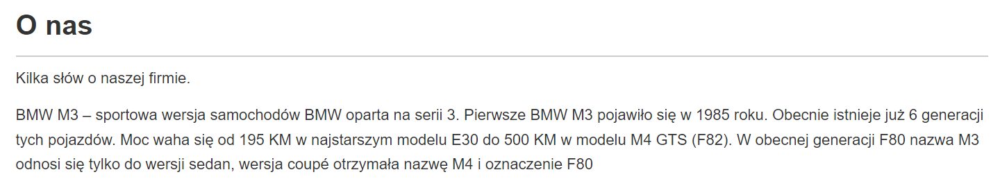 O nas
Kilka słów o naszej firmie.
BMW M3 – sportowa wersja samochodów BMW oparta na serii 3. Pierwsze BMW M3 pojawiło się w 1985 roku. Obecnie istnieje już 6 generacji
tych pojazdów. Moc waha się od 195 KM w najstarszym modelu E30 do 500 KM w modelu M4 GTS (F82). W obecnej generacji F80 nazwa M3
odnosi się tylko do wersji sedan, wersja coupé otrzymała nazwę M4 i oznaczenie F80